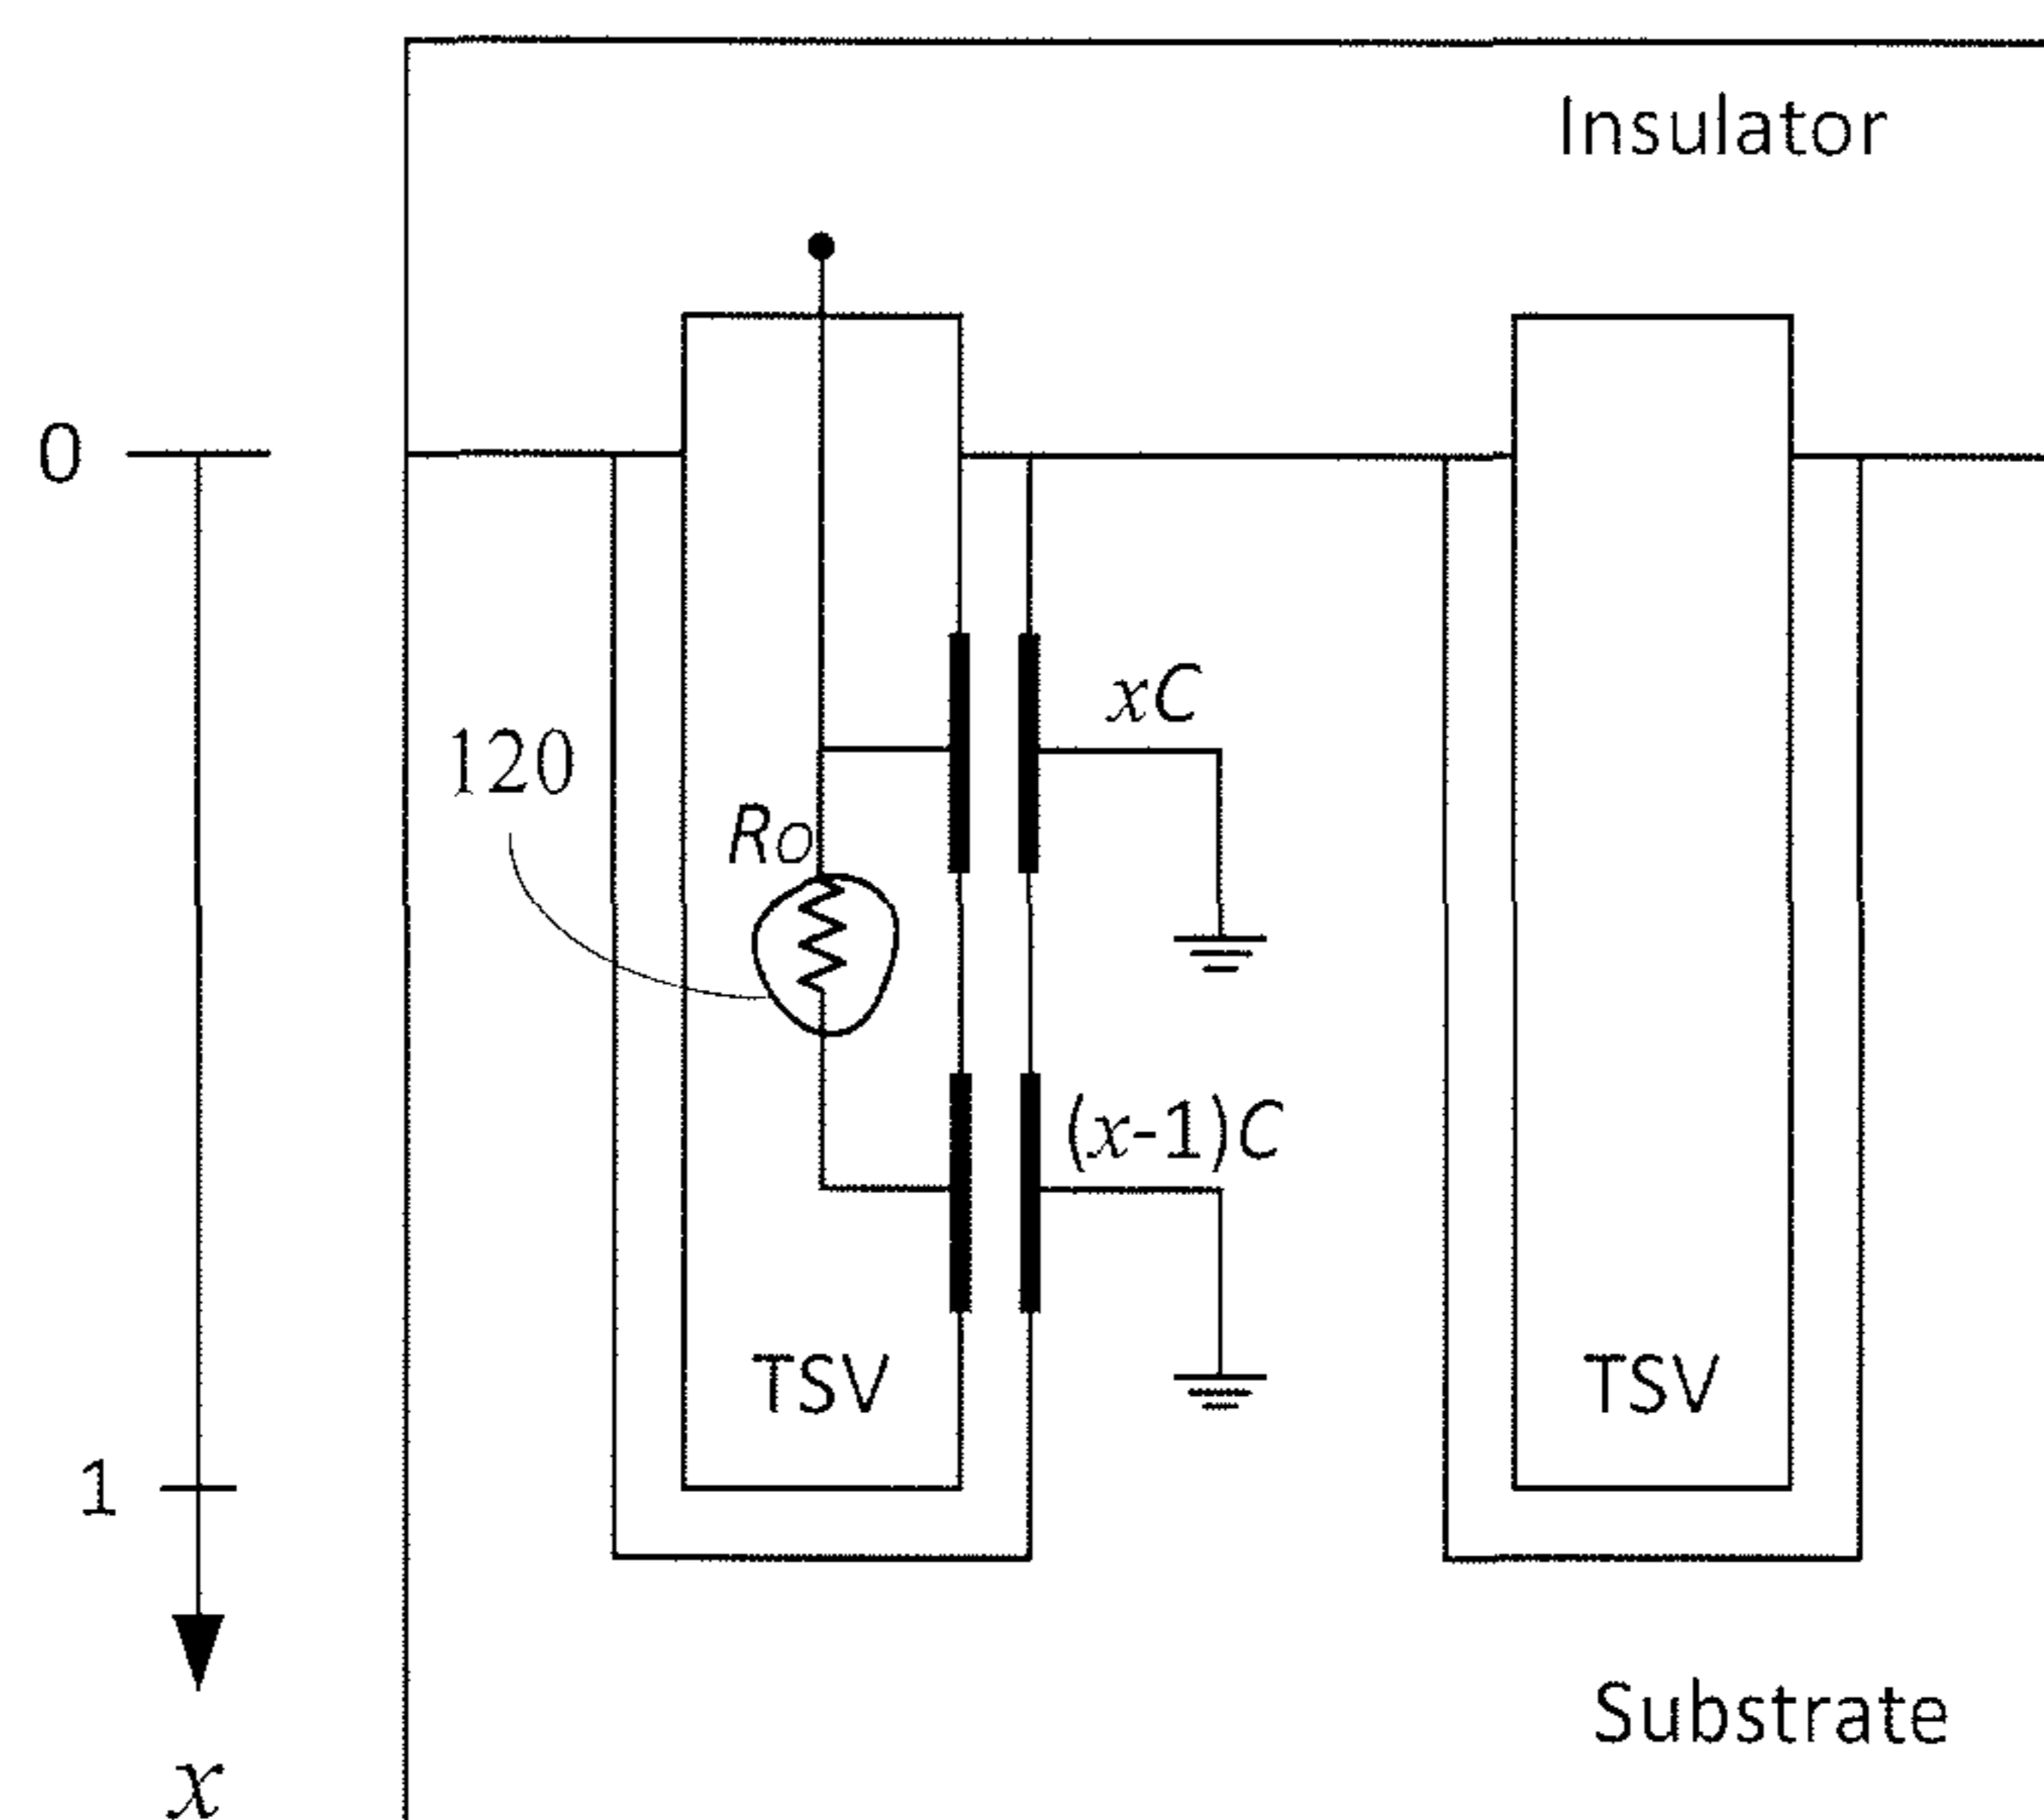 Insulator
0
xC
120
Ro
(x-1)C
TSV
TSV
1
Substrate
x